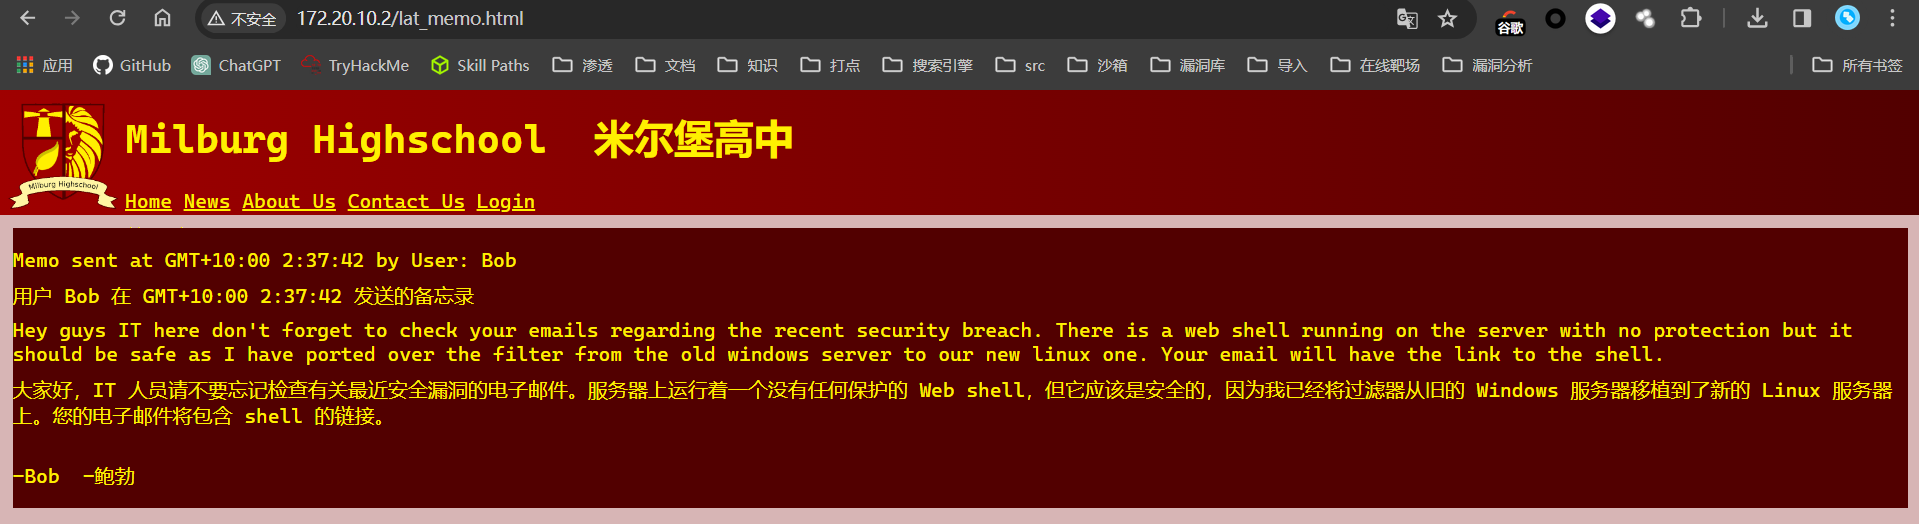 不安全 172.20.10.2/lat_memo.html 谷歌
应用 GitHub ChatGPT TryHackMe Skill Paths 渗透 文档 知识 打点 搜索引擎 src 沙箱 漏洞库 导入 在线靶场 漏洞分析 所有书签
Milburg Highschool 米尔堡高中
Milburg Highschool
Home News About Us Contact Us Login
Memo sent at GMT+10:00 2:37:42 by User: Bob
用户 Bob 在 GMT+10:00 2:37:42 发送的备忘录
Hey guys IT here don't forget to check your emails regarding the recent security breach. There is a web shell running on the server with no protection but it
should be safe as I have ported over the filter from the old windows server to our new linux one. Your email will have the link to the shell.
大家好，IT 人员请不要忘记检查有关最近安全漏洞的电子邮件。服务器上运行着一个没有任何保护的 Web shell，但它应该是安全的，因为我已经将过滤器从旧的 Windows 服务器移植到了新的 Linux 服务器
上。您的电子邮件将包含 shell 的链接。
-Bob -鲍勃